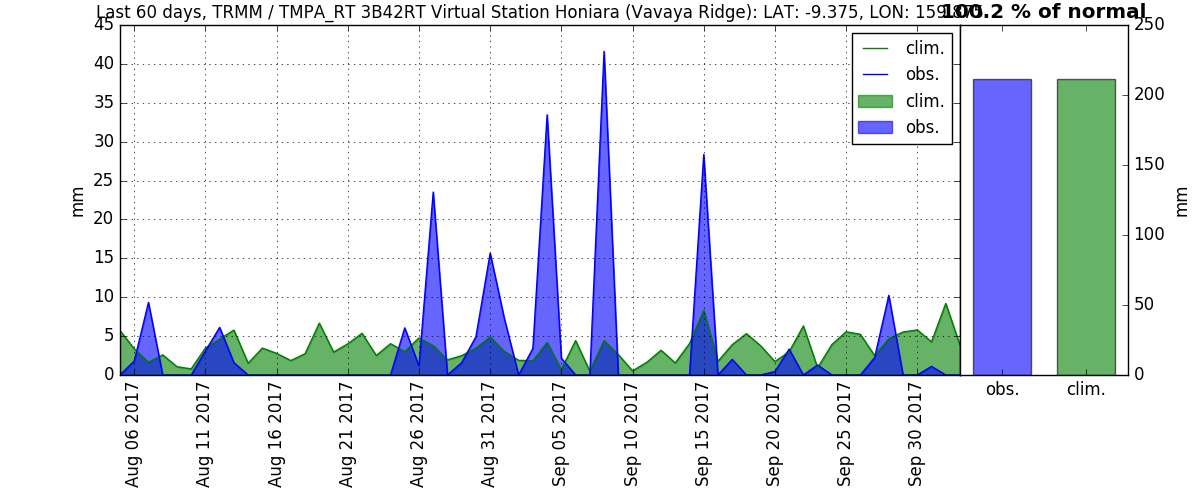 Last 60 days, TRMM / TMPA_RT 3B42RT Virtual Station Honiara (Vavaya Ridge): LAT: -9.375, LON: 159.875
100.2 % of normal
45
40
35
30
25
20
15
10
5
0
mm
clim.
obs.
clim.
obs.
Aug 06 2017
Aug 11 2017
Aug 16 2017
Aug 21 2017
Aug 26 2017
Aug 31 2017
Sep 05 2017
Sep 10 2017
Sep 15 2017
Sep 20 2017
Sep 25 2017
Sep 30 2017
250
200
150
100
50
0
mm
obs.
clim.